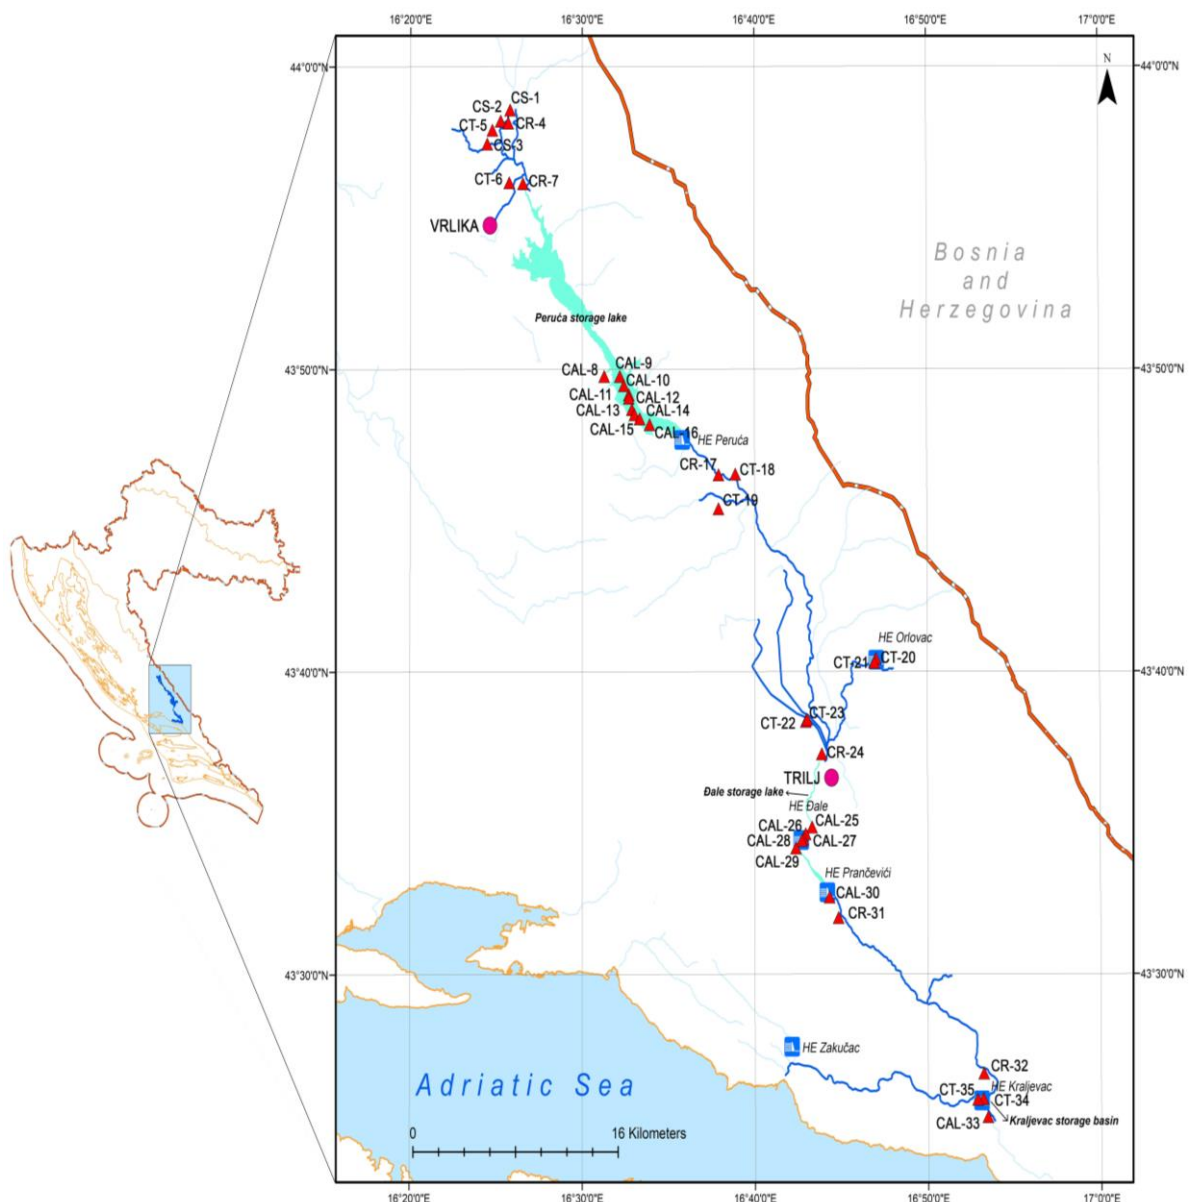 16°20'0"E
16°30'0"E
16°40'0"E
16°50'0"E
17°0'0"E
44°0'0"N
44°0'0"N
N
CS-1
CS-2
CR-4
CT-5
CS-3
CT-6
CR-7
VRLIKA
Bosnia
and
Herzegovina
Peruća storage lake
43°50'0"N
43°50'0"N
CAL-9
CAL-8
CAL-10
CAL-11
CAL-12
CAL-13
CAL-14
CAL-15
CAL-16
HE Peruća
CR-17
CT-18
CT-19
HE Orlovac
CT-21
CT-20
43°40'0"N
43°40'0"N
CT-23
CT-22
CR-24
TRILJ
Đale storage lake
HE Đale
CAL-26
CAL-25
CAL-28
CAL-27
CAL-29
HE Prančevići
CAL-30
CR-31
43°30'0"N
43°30'0"N
HE Zakučac
CR-32
CT-35
HE Kraljevac
CT-34
CAL-33
Kraljevac storage basin
Adriatic Sea
0
16 Kilometers
16°20'0"E
16°30'0"E
16°40'0"E
16°50'0"E
17°0'0"E